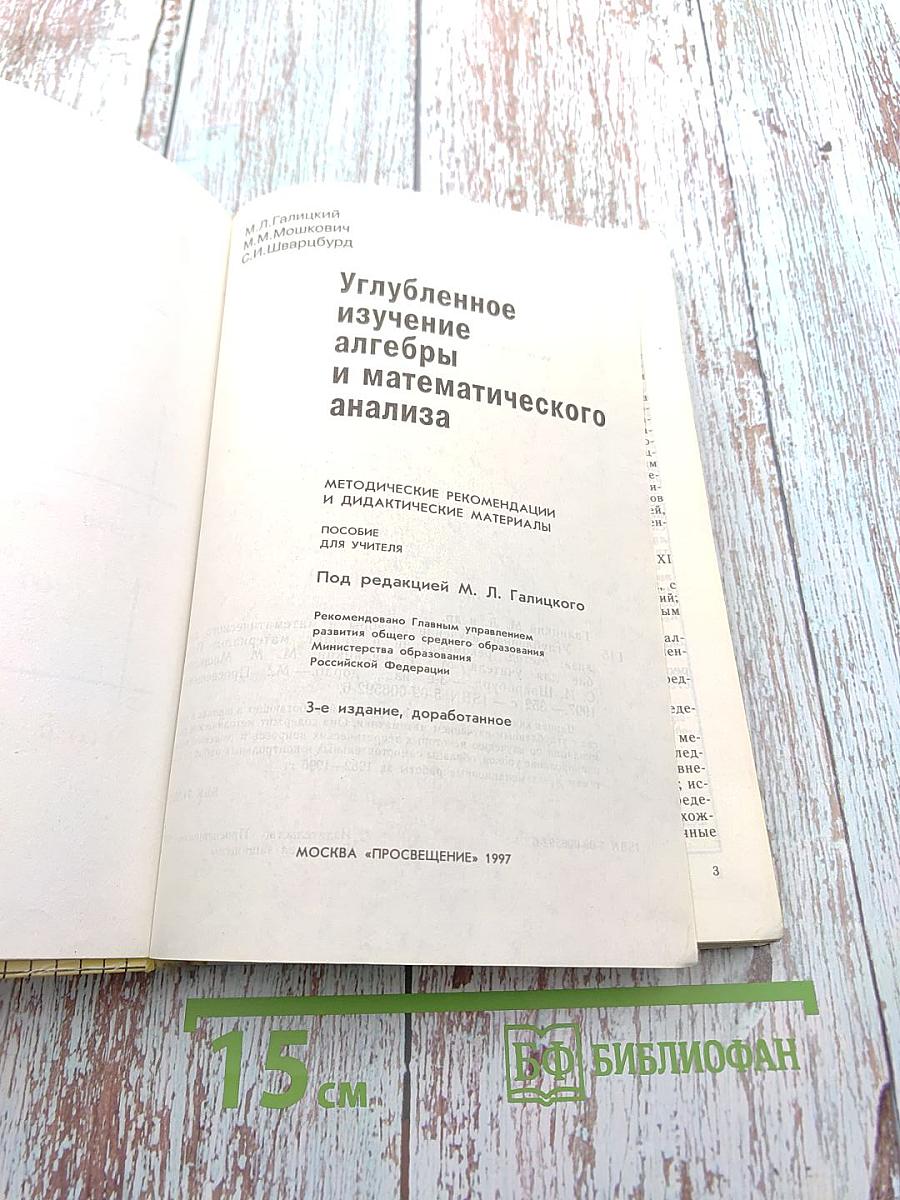 М.Л.Галицкий
М.М.Мошкович
С.И.Шварцбурд
Углубленное
изучение
алгебры
и математического
анализа
МЕТОДИЧЕСКИЕ РЕКОМЕНДАЦИИ
И ДИДАКТИЧЕСКИЕ МАТЕРИАЛЫ
ПОСОБИЕ
ДЛЯ УЧИТЕЛЯ
Под редакцией М. Л. Галицкого
Рекомендовано Главным управлением
развития общего среднего образования
Министерства образования
Российской Федерации
3-е издание, доработанное
МОСКВА «ПРОСВЕЩЕНИЕ» 1997
3
15 см
БФ БИБЛИОФАН